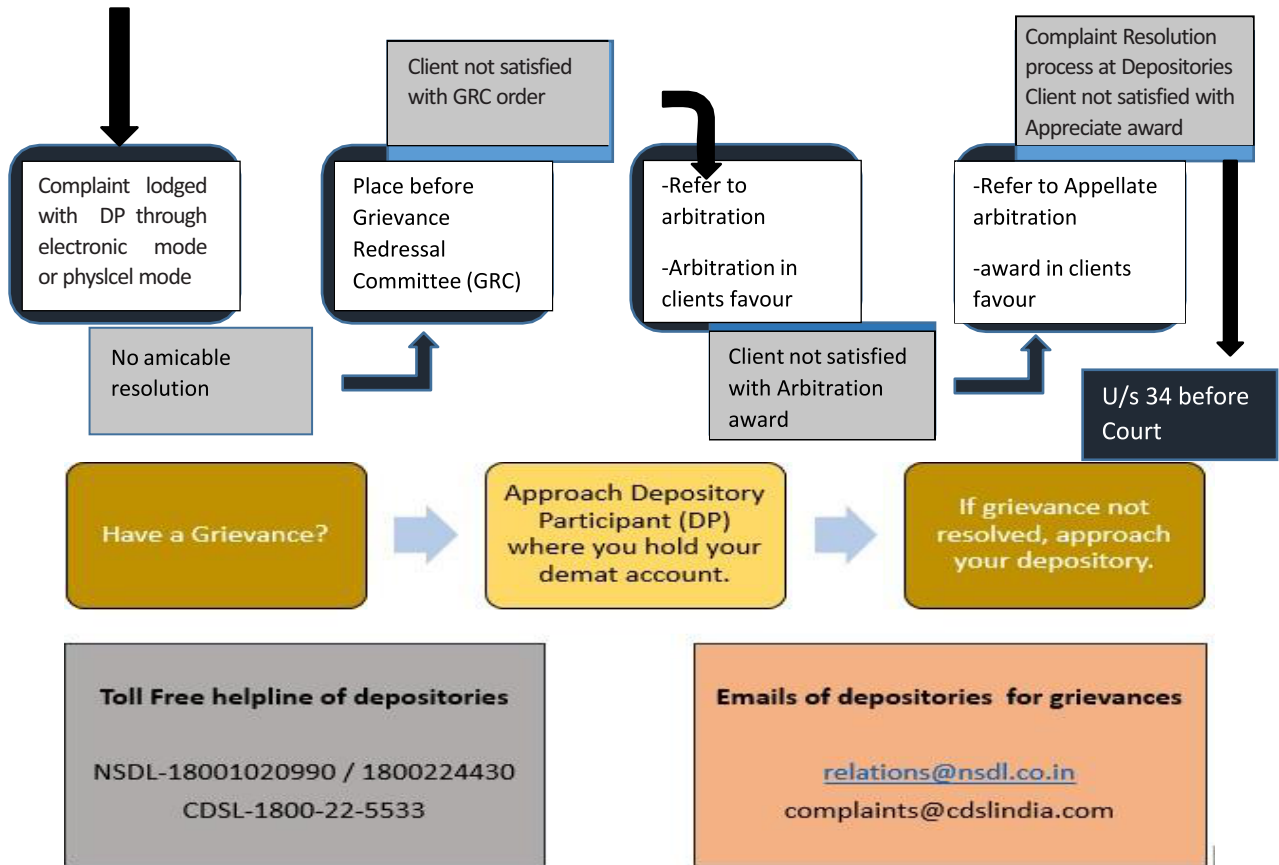 Complaint lodged
with DP through
electronic mode
or physlcel mode
No amicable
resolution
Client not satisfied
with GRC order
Place before
Grievance
Redressal
Committee (GRC)
-Refer to
arbitration
-Arbitration in
clients favour
Client not satisfied
with Arbitration
award
Complaint Resolution
process at Depositories
Client not satisfied with
Appreciate award
-Refer to Appellate
arbitration
-award in clients
favour
U/s 34 before
Court
Have a Grievance?
Approach Depository
Participant (DP)
where you hold your
demat account.
If grievance not
resolved, approach
your depository.
Toll Free helpline of depositories
NSDL-18001020990 / 1800224430
CDSL-1800-22-5533
Emails of depositories for grievances
relations@nsdl.co.in
complaints@cdslindia.com